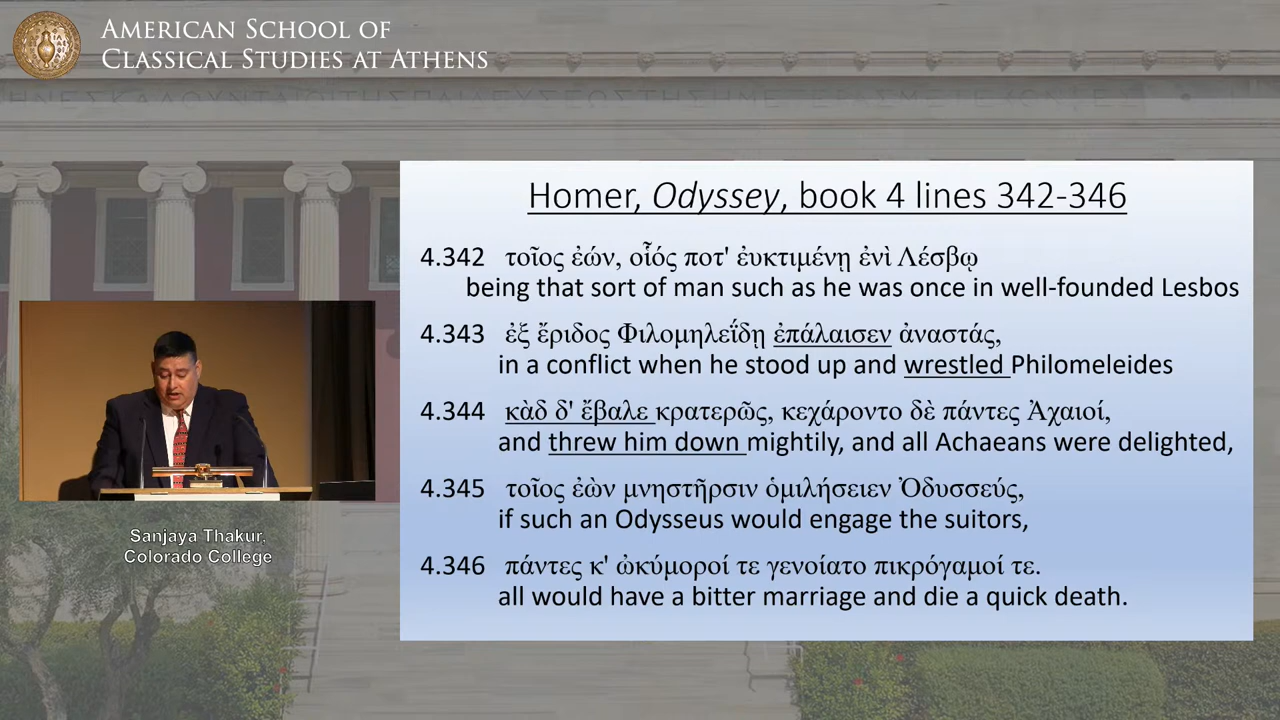 AMERICAN SCHOOL OF
CLASSICAL STUDIES AT ATHENS
Homer, Odyssey, book 4 lines 342-346
4.342 τοῖος ἐών, οἷός ποτ' ἐυκτιμένῃ ἐνὶ Λέσβῳ
being that sort of man such as he was once in well-founded Lesbos
4.343 ἐξ ἔριδος Φιλομηλεΐδῃ ἐπάλαισεν ἀναστάς,
in a conflict when he stood up and wrestled Philomeleides
4.344 κὰδ δ' ἔβαλε κρατερῶς, κεχάροντο δὲ πάντες Ἀχαιοί,
and threw him down mightily, and all Achaeans were delighted,
4.345 τοῖος ἐὼν μνηστῆρσιν ὁμιλήσειεν Ὀδυσσεύς,
if such an Odysseus would engage the suitors,
4.346 πάντες κ' ὠκύμοροί τε γενοίατο πικρόγαμοί τε.
all would have a bitter marriage and die a quick death.
Sanjaya Thakur,
Colorado College